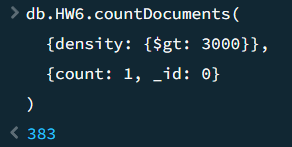 > db.HW6.countDocuments(
{density: {$gt: 3000}},
{count: 1, _id: 0}
)
< 383